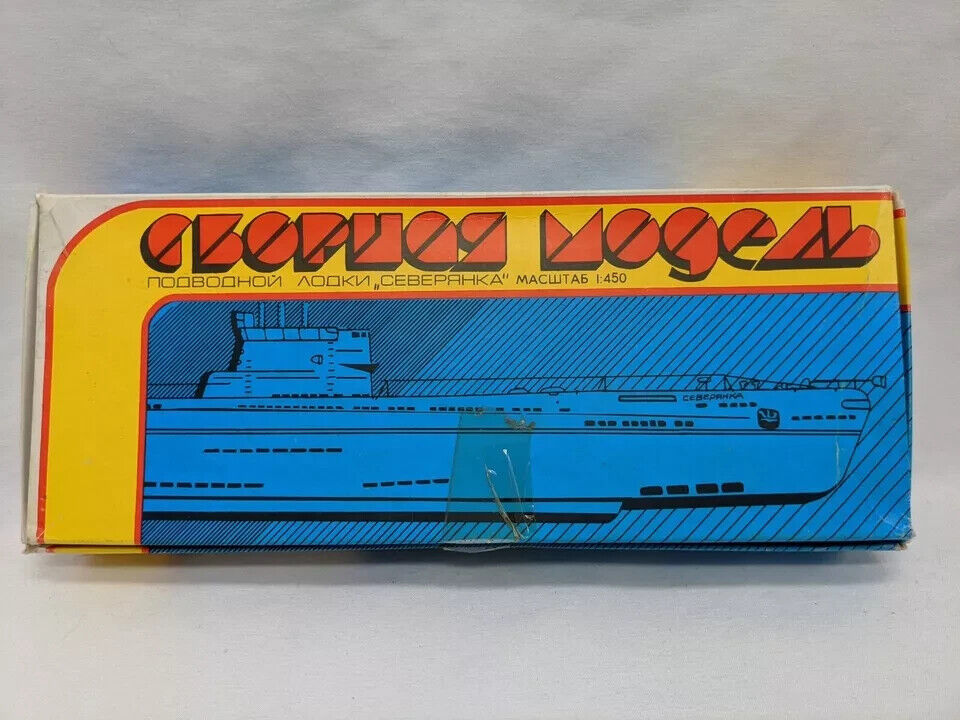 СБОРНАЯ МОДЕЛЬ
ПОДВОДНОЙ ЛОДКИ „СЕВЕРЯНКА" МАСШТАБ 1:450
СЕВЕРЯНКА